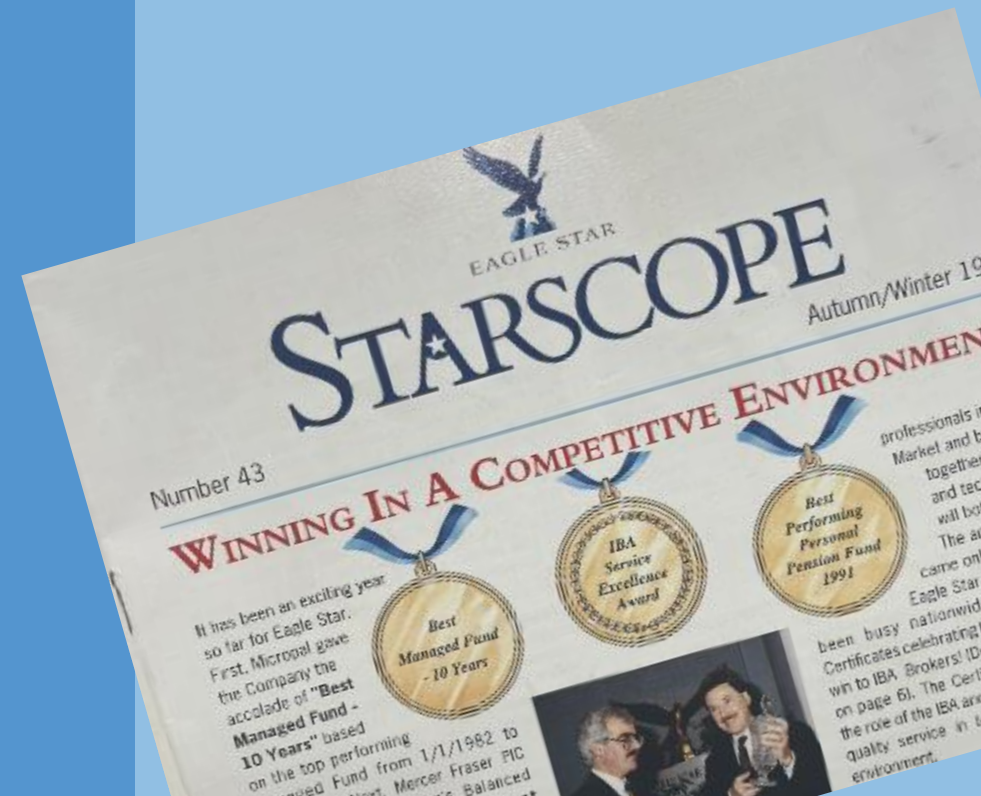 EAGLE STAR
STARSCOPE
Number 43
Autumn/Winter 19
WINNING IN A COMPETITIVE ENVIRONMEN
It has been an exciting year
so far for Eagle Star.
First, Micropal gave
the Company the
accolade of "Best
Managed Fund -
10 Years" based
on the top performing
Fund from 1/1/1982 to
Mercer Fraser PIC
Balanced
Best
Managed Fund
- 10 Years
IBA
Service
Excellence
Award
Best
Performing
Personal
Pension Fund
1991
professionals
Market and
together
and
will
The
came
Eagle Star
been busy nationwid
Certificates celebrating
win to IBA Brokers!
on page 6). The
the role of the IBA
quality service in
environment.